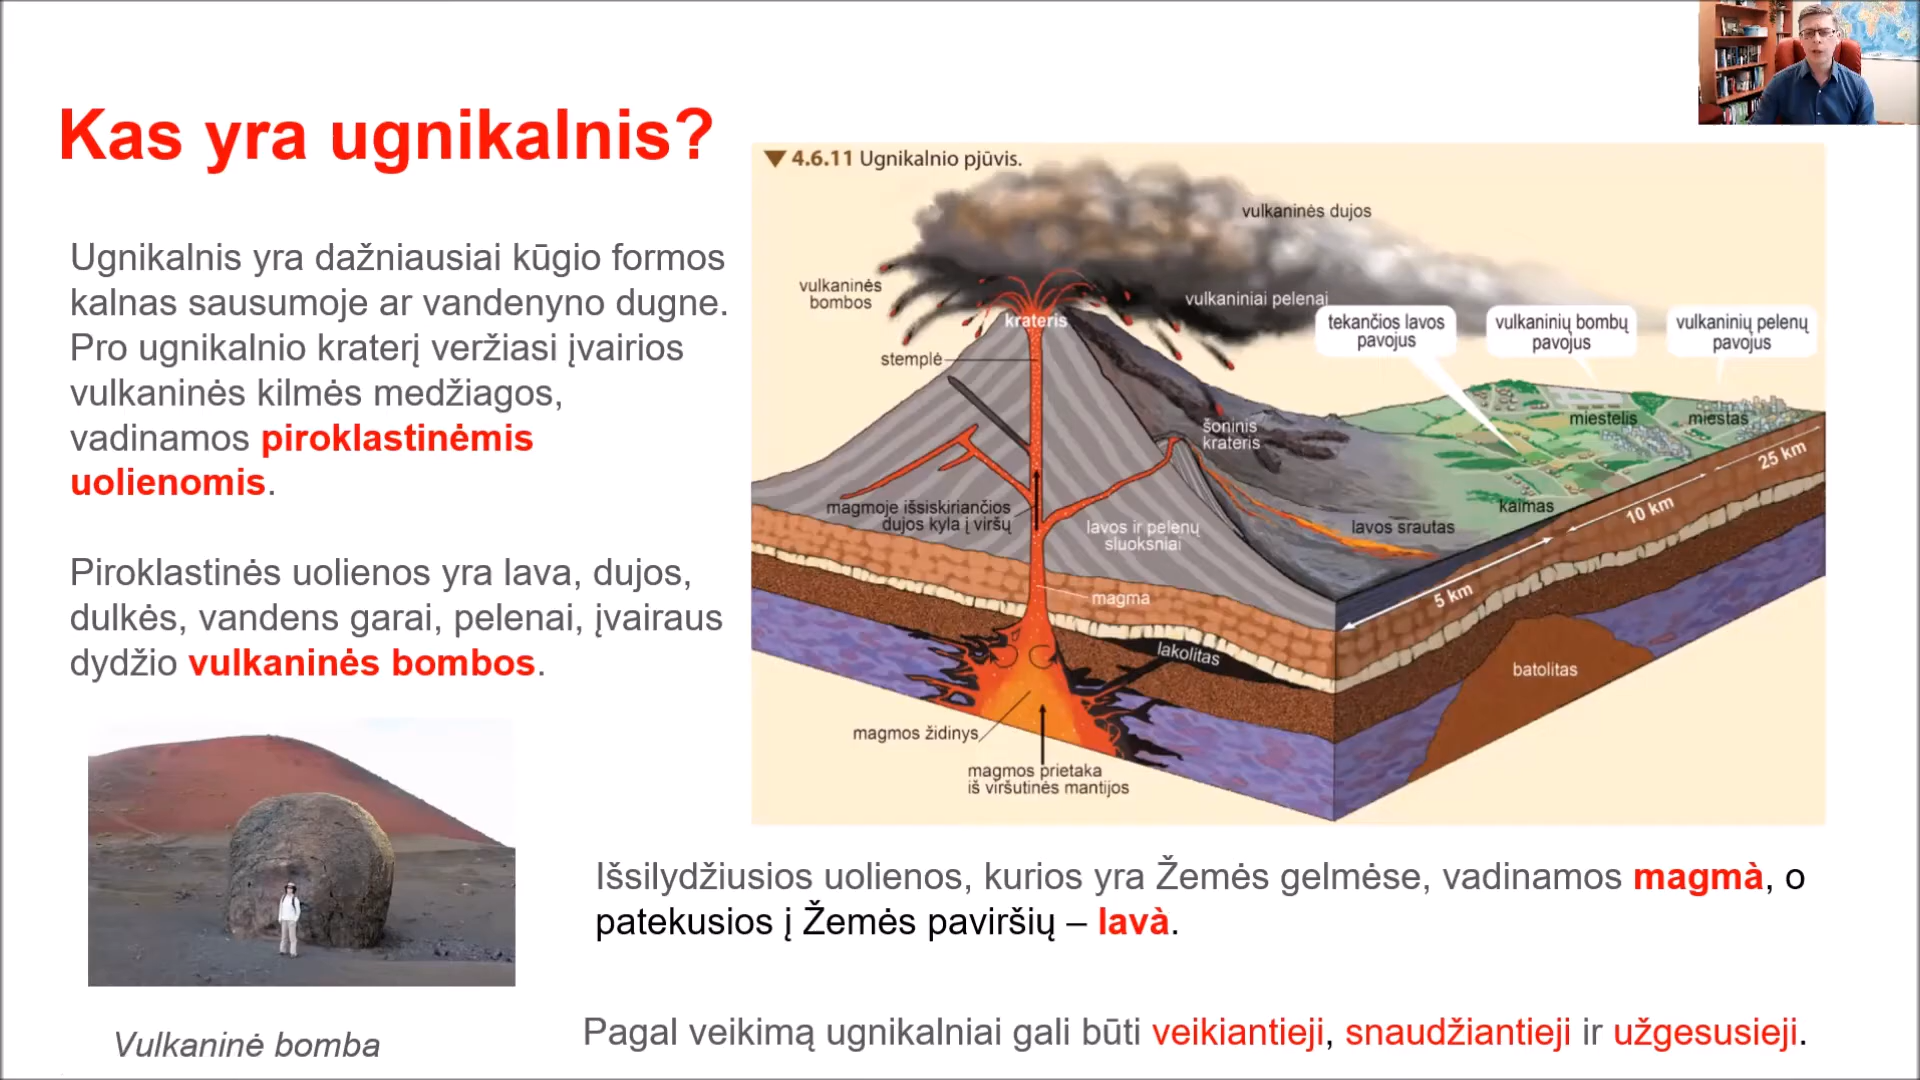 Kas yra ugnikalnis?
Ugnikalnis yra dažniausiai kūgio formos
kalnas sausumoje ar vandenyno dugne.
Pro ugnikalnio kraterį veržiasi įvairios
vulkaninės kilmės medžiagos,
vadinamos piroklastinėmis
uolienomis.
Piroklastinės uolienos yra lava, dujos,
dulkės, vandens garai, pelenai, įvairaus
dydžio vulkaninės bombos.
Vulkaninė bomba
▼ 4.6.11 Ugnikalnio pjūvis.
vulkaninės dujos
vulkaninės
bombos
vulkaniniai pelenai
krateris
stemplė
tekančios lavos
pavojus
vulkaninių bombų
pavojus
vulkaninių pelenų
pavojus
miestelis
miestas
šoninis
krateris
25 km
magmoje išsiskiriančios
dujos kyla į viršų
lavos ir pelenų
sluoksniai
lavos srautas
kaimas
10 km
5 km
magma
lakolitas
batolitas
magmos židinys
magmos prietaka
iš viršutinės mantijos
Išsilydžiusios uolienos, kurios yra Žemės gelmėse, vadinamos magmà, o
patekusios į Žemės paviršių – lavà.
Pagal veikimą ugnikalniai gali būti veikiantieji, snaudžiantieji ir užgesusieji.